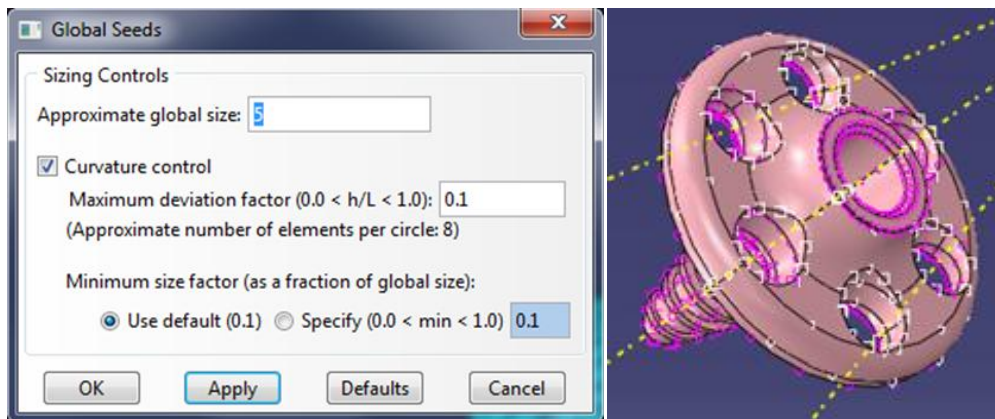 Global Seeds
Sizing Controls
Approximate global size: 5
Curvature control
Maximum deviation factor (0.0 < h/L < 1.0): 0.1
(Approximate number of elements per circle: 8)
Minimum size factor (as a fraction of global size):
Use default (0.1) Specify (0.0 < min < 1.0) 0.1
OK Apply Defaults Cancel